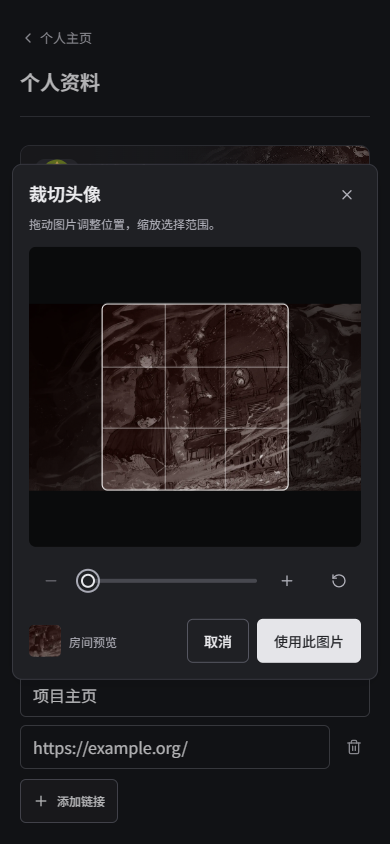 个人主页
个人资料
裁切头像
拖动图片调整位置，缩放选择范围。
房间预览
取消
使用此图片
项目主页
https://example.org/
添加链接